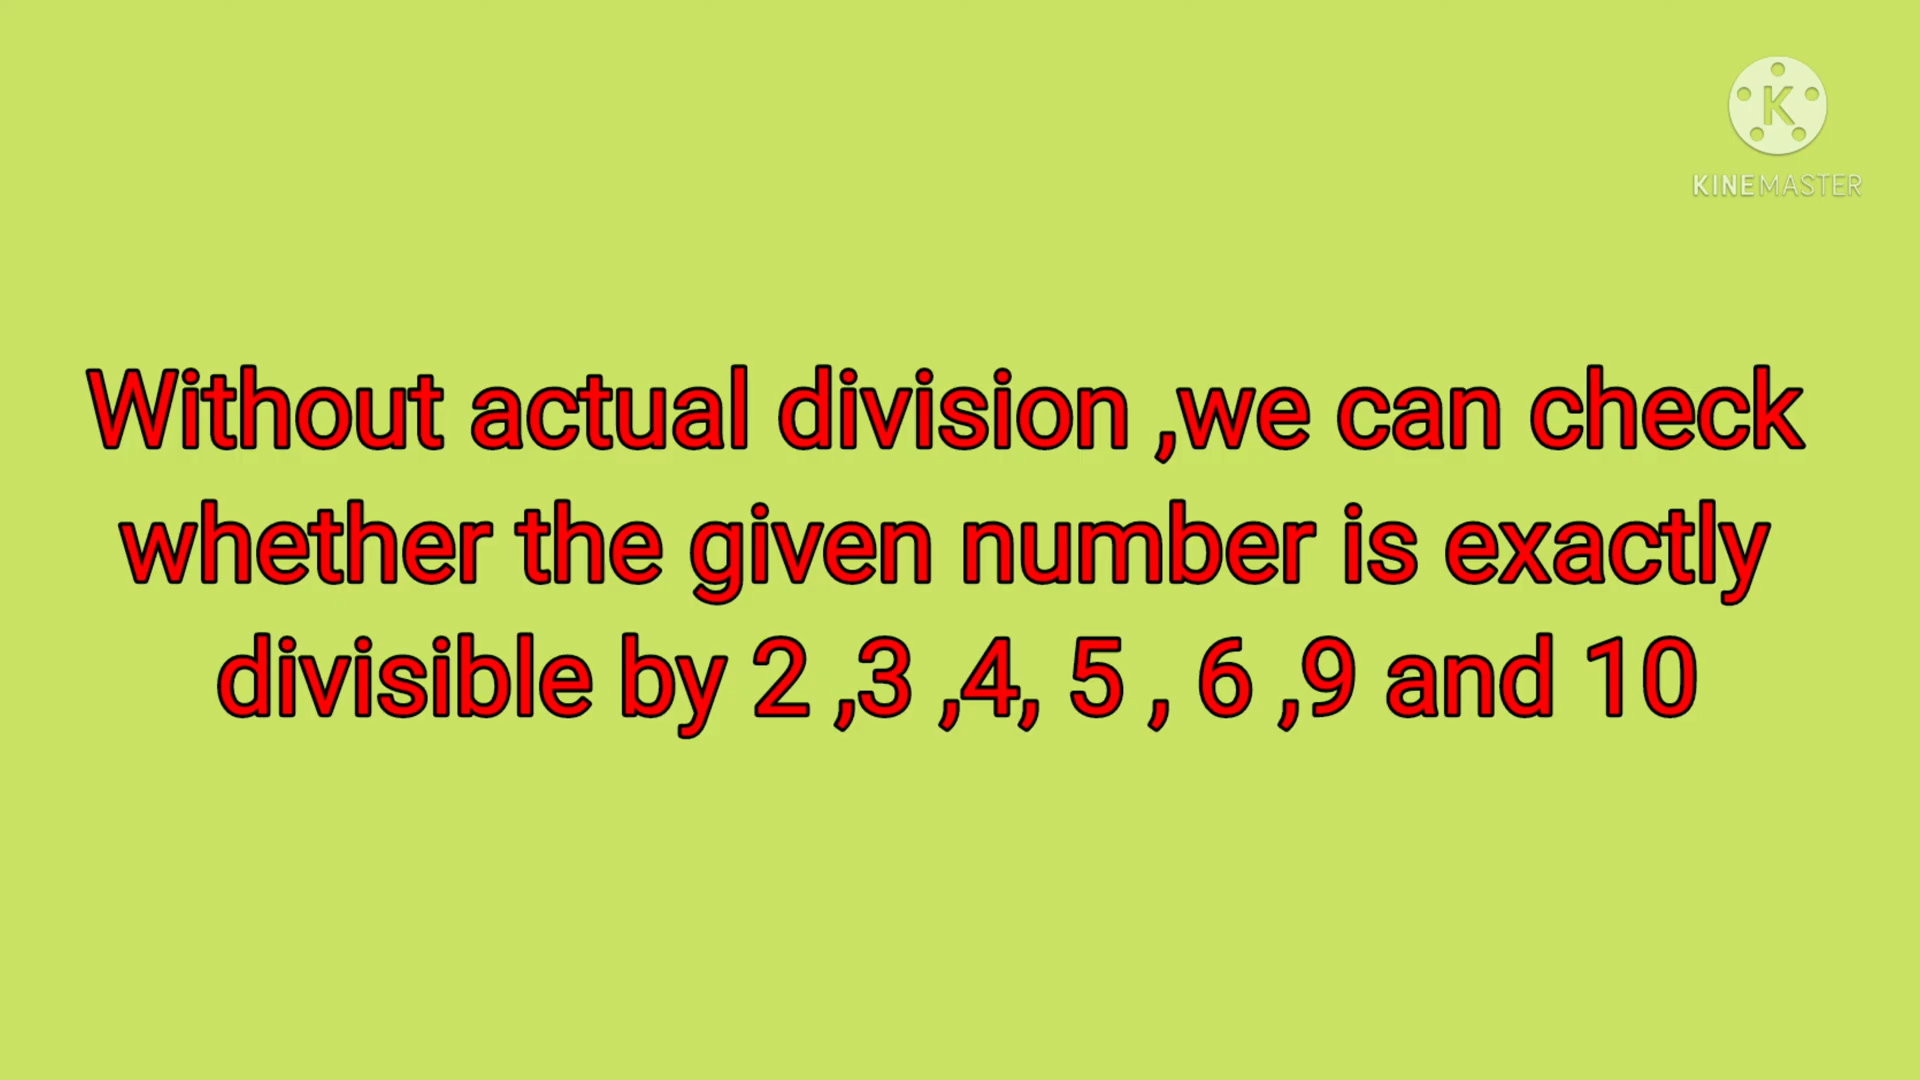 K
KINEMASTER
Without actual division ,we can check
whether the given number is exactly
divisible by 2 ,3 ,4, 5 , 6 ,9 and 10